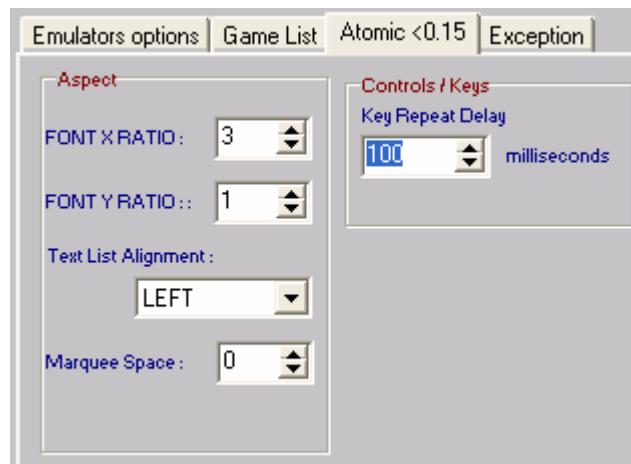 Emulators options Game List Atomic <0.15 Exception
Aspect
FONT X RATIO : 3
FONT Y RATIO : : 1
Text List Alignment :
LEFT
Marquee Space : 0
Controls / Keys
Key Repeat Delay
100 milliseconds